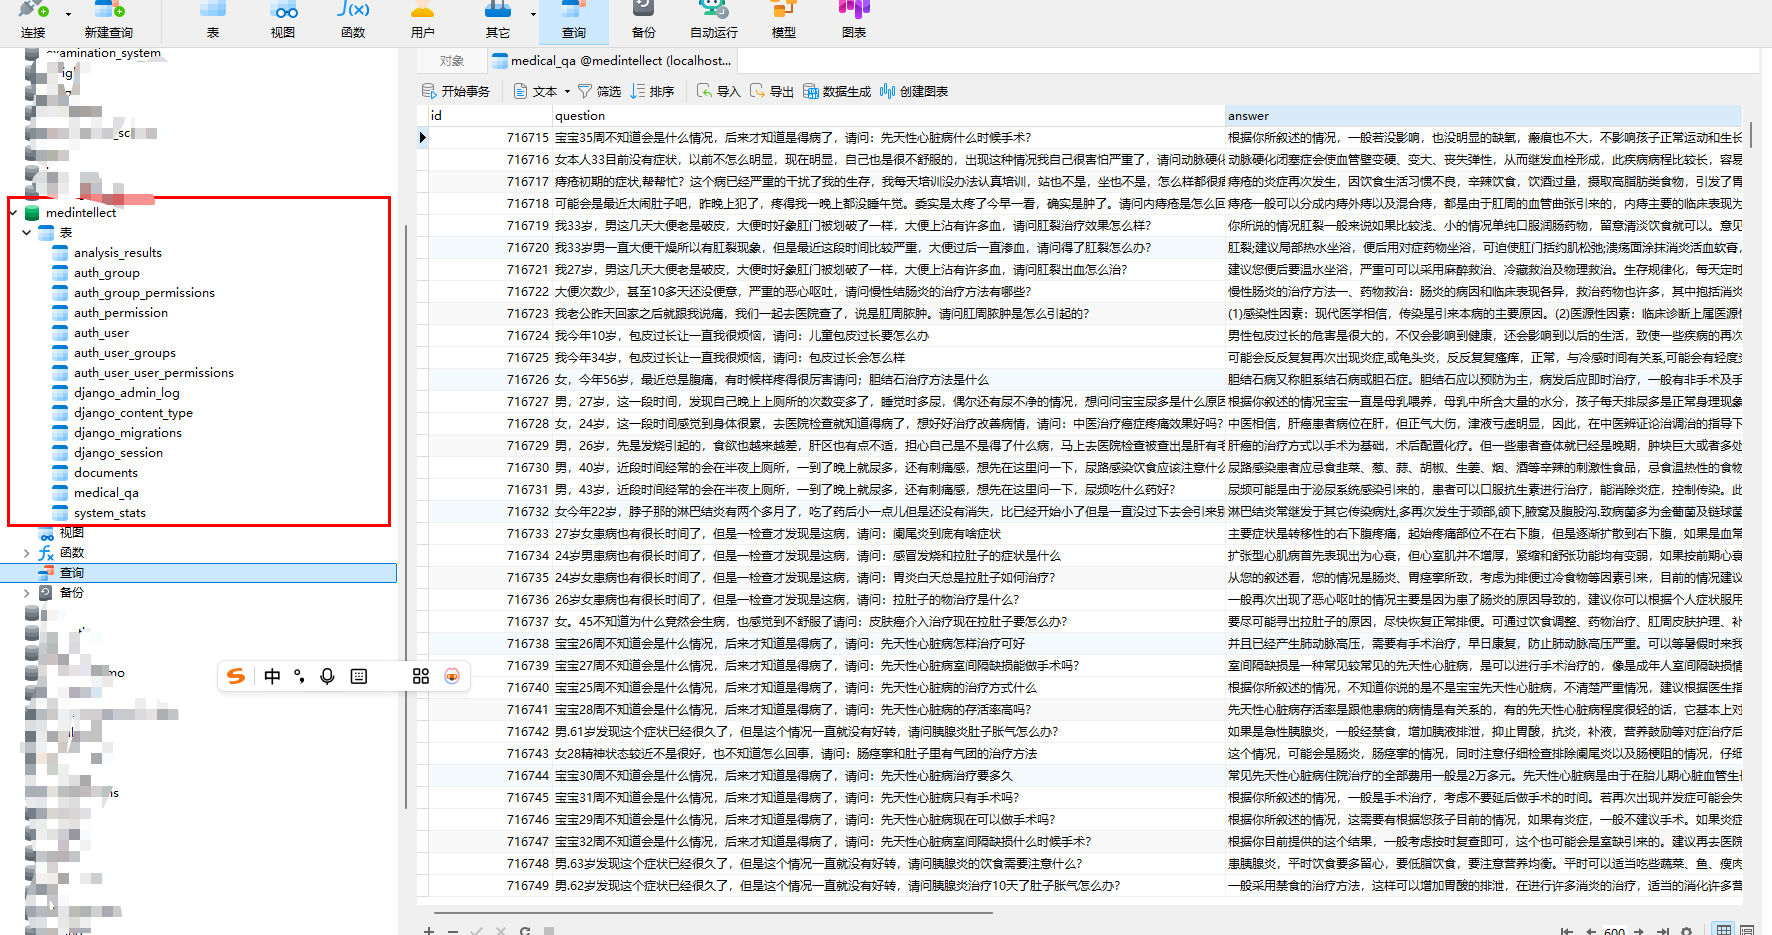 连接 新建查询 表 视图 函数 用户 其它 查询 备份 自动运行 模型 图表
examination_system
medintellect
表
analysis_results
auth_group
auth_group_permissions
auth_permission
auth_user
auth_user_groups
auth_user_user_permissions
django_admin_log
django_content_type
django_migrations
django_session
documents
medical_qa
system_stats
视图
函数
查询
备份
中
对象 medical_qa @medintellect (localhost...
开始事务 文本 筛选 排序 导入 导出 数据生成 创建图表
id question answer
716715 宝宝35周不知道会是什么情况，后来才知道是得病了，请问：先天性心脏病什么时候手术? 根据你所叙述的情况，一般若没影响，也没明显的缺氧，瘢痕也不大，不影响孩子正常运动和生长
716716 女本人33目前没有症状，以前不怎么明显，现在明显，自己也是很不舒服的，出现这种情况我自己很害怕严重了，请问动脉硬化 动脉硬化闭塞症会使血管壁变硬、变大、丧失弹性，从而继发血栓形成，此疾病病程比较长，容易
716717 痔疮初期的症状,帮帮忙？这个病已经严重的干扰了我的生存，我每天培训没办法认真培训，站也不是，坐也不是，怎么样都很 痔疮的炎症再次发生，因饮食生活习惯不良，辛辣饮食，饮酒过量，摄取高脂肪类食物，引发了胃
716718 可能会是最近太闹肚子吧，昨晚上犯了，疼得我一晚上都没睡午觉。委实是太疼了今早一看，确实是肿了。请问内痔疮是怎么回 痔疮一般可以分成内痔外痔以及混合痔，都是由于肛周的血管曲张引来的，内痔主要的临床表现为
716719 我33岁，男这几天大便老是破皮，大便时好象肛门被划破了一样，大便上沾有许多血，请问肛裂治疗效果怎么样? 你所说的情况肛裂一般来说如果比较浅、小的情况单纯口服润肠药物，留意清淡饮食就可以。意见
716720 我33岁男一直大便干燥所以有肛裂现象，但是最近这段时间比较严重，大便过后一直渗血，请问得了肛裂怎么办? 肛裂;建议局部热水坐浴，便后用对症药物坐浴，可迫使肛门括约肌松弛;溃疡面涂抹消炎活血软膏，
716721 我27岁，男这几天大便老是破皮，大便时好象肛门被划破了一样，大便上沾有许多血，请问肛裂出血怎么治? 建议您便后要温水坐浴，严重可可以采用麻醉救治、冷藏救治及物理救治。生存规律化，每天定时
716722 大便次数少，甚至10多天还没便意，严重的恶心呕吐，请问慢性结肠炎的治疗方法有哪些? 慢性肠炎的治疗方法一、药物救治：肠炎的病因和临床表现各异，救治药物也许多，其中包括消炎
716723 我老公昨天回家之后就跟我说痛，我们一起去医院查了，说是肛周脓肿。请问肛周脓肿是怎么引起的? (1)感染性因素：现代医学相信，传染是引来本病的主要原因。(2)医源性因素：临床诊断上属医源性
716724 我今年10岁，包皮过长让一直我很烦恼，请问：儿童包皮过长要怎么办 男性包皮过长的危害是很大的，不仅会影响到健康，还会影响到以后的生活，致使一些疾病的再次
716725 我今年34岁，包皮过长让一直我很烦恼，请问：包皮过长会怎么样 可能会反反复复再次出现炎症,或龟头炎，反反复复瘙痒，正常，与冷感时间有关系,可能会有轻度
716726 女，今年56岁，最近总是腹痛，有时候样疼得很厉害请问；胆结石治疗方法是什么 胆结石病又称胆系结石病或胆石症。胆结石应以预防为主，病发后应即时治疗，一般有非手术及手
716727 男，27岁，这一段时间，发现自己晚上上厕所的次数变多了，睡觉时多尿，偶尔还有尿不净的情况，想问问宝宝尿多是什么原因 根据你叙述的情况宝宝一直是母乳喂养，母乳中所含大量的水分，孩子每天排尿多是正常身理现象
716728 女，24岁，这一段时间感觉到身体很累，去医院检查就知道得病了，想好好治疗改善病情，请问：中医治疗癌症疼痛效果好吗? 中医相信，肝癌患者病位在肝，但正气大伤，津液亏虚明显，因此，在中医辨证论治调治的指导下
716729 男，26岁，先是发烧引起的，食欲也越来越差，肝区也有点不适，担心自己是不是得了什么病，马上去医院检查被查出是肝有毛 肝癌的治疗方式以手术为基础，术后配置化疗。但一些患者查体就已经是晚期，肿块巨大或者多处
716730 男，40岁，近段时间经常的会在半夜上厕所，一到了晚上就尿多，还有刺痛感，想先在这里问一下，尿路感染饮食应该注意什么 尿路感染患者应忌食韭菜、葱、蒜、胡椒、生姜、烟、酒等辛辣的刺激性食品，忌食温热性的食物
716731 男，43岁，近段时间经常的会在半夜上厕所，一到了晚上就尿多，还有刺痛感，想先在这里问一下，尿频吃什么药好? 尿频可能是由于泌尿系统感染引来的，患者可以口服抗生素进行治疗，能消除炎症，控制传染。此
716732 女今年22岁，脖子那的淋巴结炎有两个多月了，吃了药后小一点儿但是还没有消失，比已经开始小了但是一直没过下去会引来别 淋巴结炎常继发于其它传染病灶,多再次发生于颈部,颌下,腋窝及腹股沟.致病菌多为金葡菌及链球菌
716733 27岁女患病也有很长时间了，但是一检查才发现是这病，请问：阑尾炎到底有啥症状 主要症状是转移性的右下腹疼痛，起始疼痛部位不在右下腹，但是逐渐扩散到右下腹，如果是血常
716734 24岁男患病也有很长时间了，但是一检查才发现是这病，请问：感冒发烧和拉肚子的症状是什么 扩张型心肌病首先表现出为心衰，但心室肌并不增厚，紧缩和舒张功能均有变弱，如果按前期心衰
716735 24岁女患病也有很长时间了，但是一检查才发现是这病，请问：胃炎白天总是拉肚子如何治疗? 从您的叙述看，您的情况是肠炎、胃痉挛所致，考虑为排便过冷食物等因素引来，目前的情况建议
716736 26岁女患病也有很长时间了，但是一检查才发现是这病，请问：拉肚子的物治疗是什么? 一般再次出现了恶心呕吐的情况主要是因为患了肠炎的原因导致的，建议你可以根据个人症状服用
716737 女。45不知道为什么竟然会生病，也感觉到不舒服了请问：皮肤癌介入治疗现在拉肚子要怎么办? 要尽可能寻出拉肚子的原因，尽快恢复正常排便。可通过饮食调整、药物治疗、肛周皮肤护理、补
716738 宝宝26周不知道会是什么情况，后来才知道是得病了，请问：先天性心脏病怎样治疗可好 并且已经产生肺动脉高压，需要有手术治疗，早日康复，防止肺动脉高压严重。可以等暑假时来我
716739 宝宝27周不知道会是什么情况，后来才知道是得病了，请问：先天性心脏病室间隔缺损能做手术吗? 室间隔缺损是一种常见较常见的先天性心脏病，是可以进行手术治疗的，像是成年人室间隔缺损情
716740 宝宝25周不知道会是什么情况，后来才知道是得病了，请问：先天性心脏病的治疗方式什么 根据你所叙述的情况，不知道你说的是不是宝宝先天性心脏病，不清楚严重情况，建议根据医生指
716741 宝宝28周不知道会是什么情况，后来才知道是得病了，请问：先天性心脏病的存活率高吗? 先天性心脏病存活率是跟他患病的病情是有关系的，有的先天性心脏病程度很轻的话，它基本上对
716742 男.61岁发现这个症状已经很久了，但是这个情况一直就没有好转，请问胰腺炎肚子胀气怎么办? 如果是急性胰腺炎，一般经禁食，增加胰液排泄，抑止胃酸，抗炎，补液，营养鼓励等对症治疗后
716743 女28精神状态较近不是很好，也不知道怎么回事，请问：肠痉挛和肚子里有气团的治疗方法 这个情况，可能会是肠炎，肠痉挛的情况，同时注意仔细检查排除阑尾炎以及肠梗阻的情况，仔细
716744 宝宝30周不知道会是什么情况，后来才知道是得病了，请问：先天性心脏病治疗要多久 常见先天性心脏病住院治疗的全部费用一般是2万多元。先天性心脏病是由于在胎儿期心脏血管生长
716745 宝宝31周不知道会是什么情况，后来才知道是得病了，请问：先天性心脏病只有手术吗? 根据你所叙述的情况，一般是手术治疗，考虑不要延后做手术的时间。若再次出现并发症可能会失
716746 宝宝29周不知道会是什么情况，后来才知道是得病了，请问：先天性心脏病现在可以做手术吗? 根据你所叙述的情况，这需要有根据您孩子目前的情况，如果有炎症，一般不建议手术。如果炎症
716747 宝宝32周不知道会是什么情况，后来才知道是得病了，请问：先天性心脏病室间隔缺损什么时候手术? 根据你目前提供的这个结果，一般考虑按时复查即可，这个也可能会是室缺引来的。建议再去医院
716748 男.63岁发现这个症状已经很久了，但是这个情况一直就没有好转，请问胰腺炎的饮食需要注意什么? 患胰腺炎，平时饮食要多留心，要低脂饮食，要注意营养均衡。平时可以适当吃些蔬菜、鱼、瘦肉
716749 男.62岁发现这个症状已经很久了，但是这个情况一直就没有好转，请问胰腺炎治疗10天了肚子胀气怎么办? 一般采用禁食的治疗方法，这样可以增加胃酸的排泄，在进行许多消炎的治疗，适当的消化许多营
600